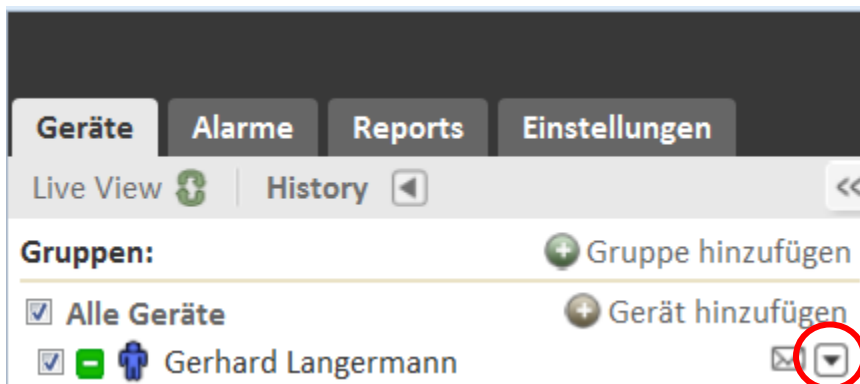 Geräte Alarme Reports Einstellungen
Live View History <<
Gruppen: Gruppe hinzufügen
Alle Geräte Gerät hinzufügen
Gerhard Langermann